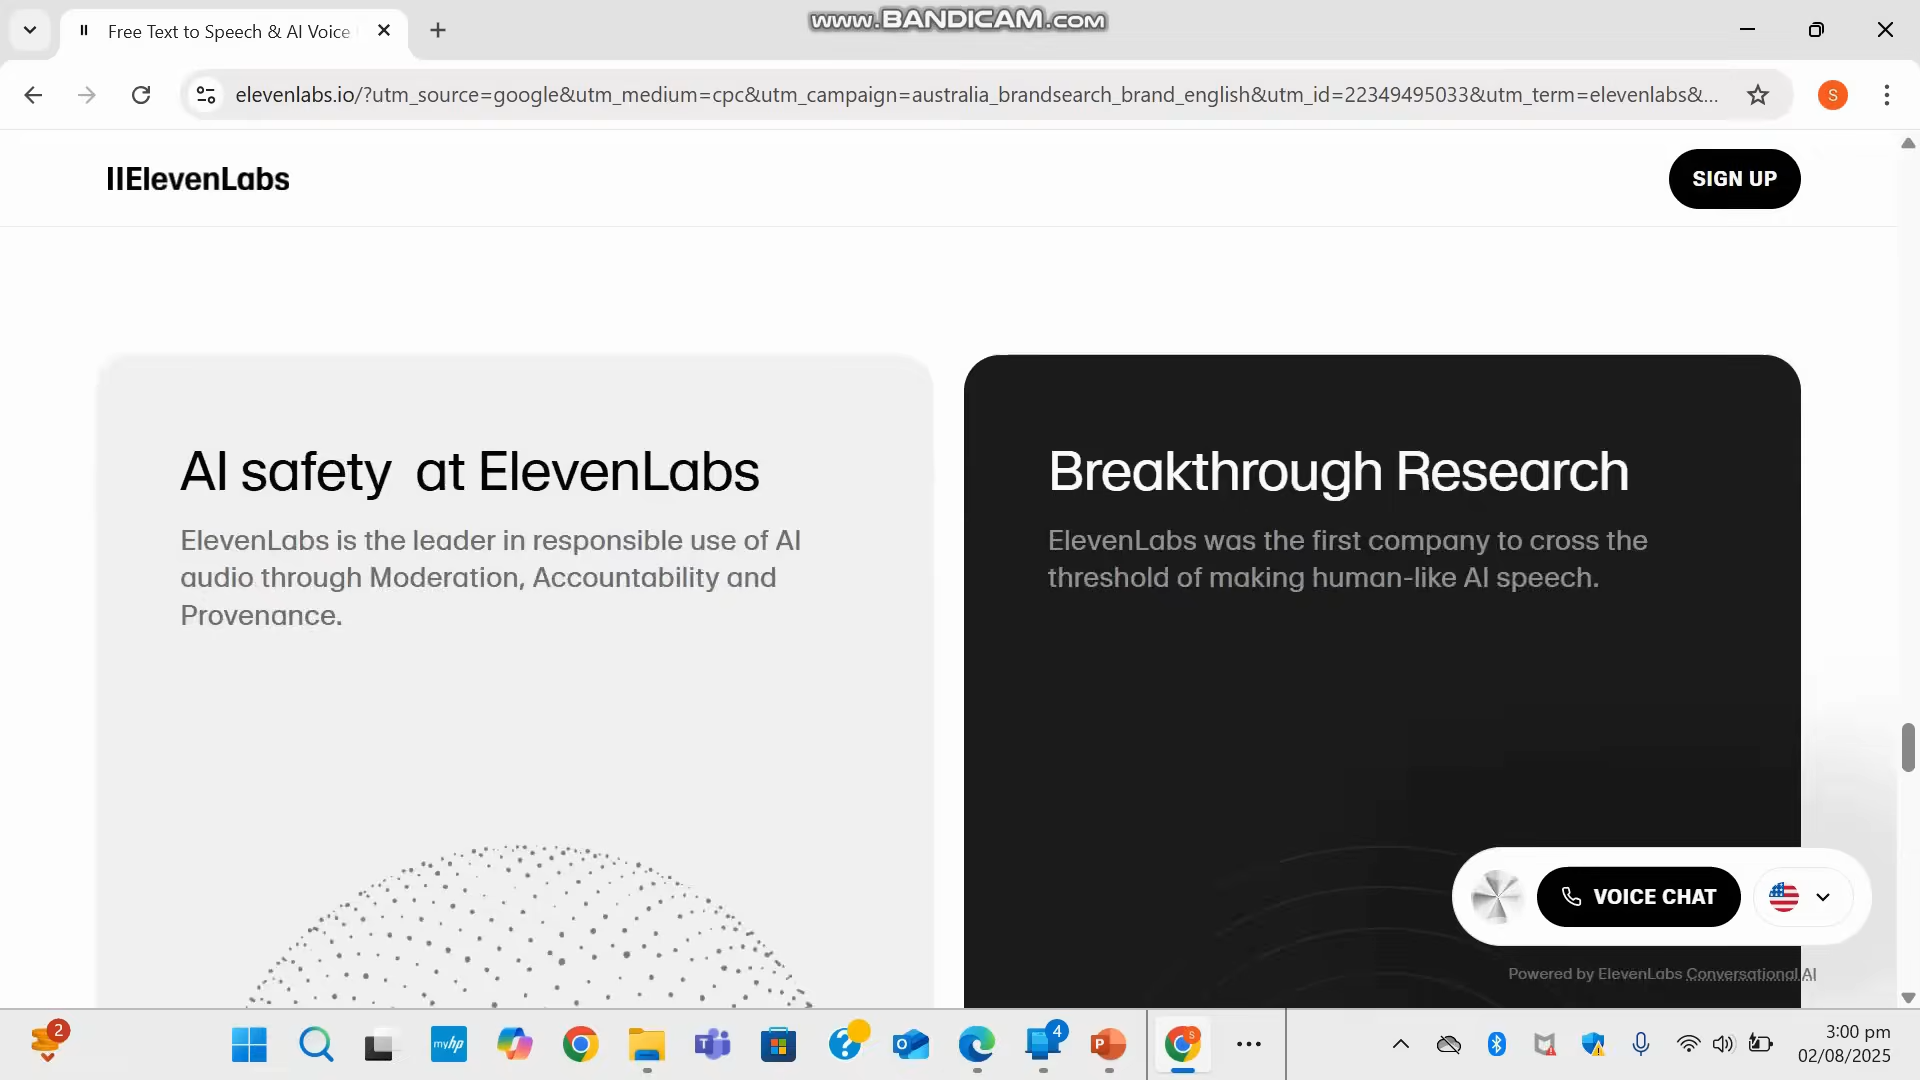 www.BANDICAM.com
Free Text to Speech & AI Voice
elevenlabs.io/?utm_source=google&utm_medium=cpc&utm_campaign=australia_brandsearch_brand_english&utm_id=22349495033&utm_term=elevenlabs&...
S
IIElevenLabs
SIGN UP
AI safety at ElevenLabs
ElevenLabs is the leader in responsible use of AI
audio through Moderation, Accountability and
Provenance.
Breakthrough Research
ElevenLabs was the first company to cross the
threshold of making human-like AI speech.
VOICE CHAT
Powered by ElevenLabs Conversational AI
2
myhp
4
3:00 pm
02/08/2025